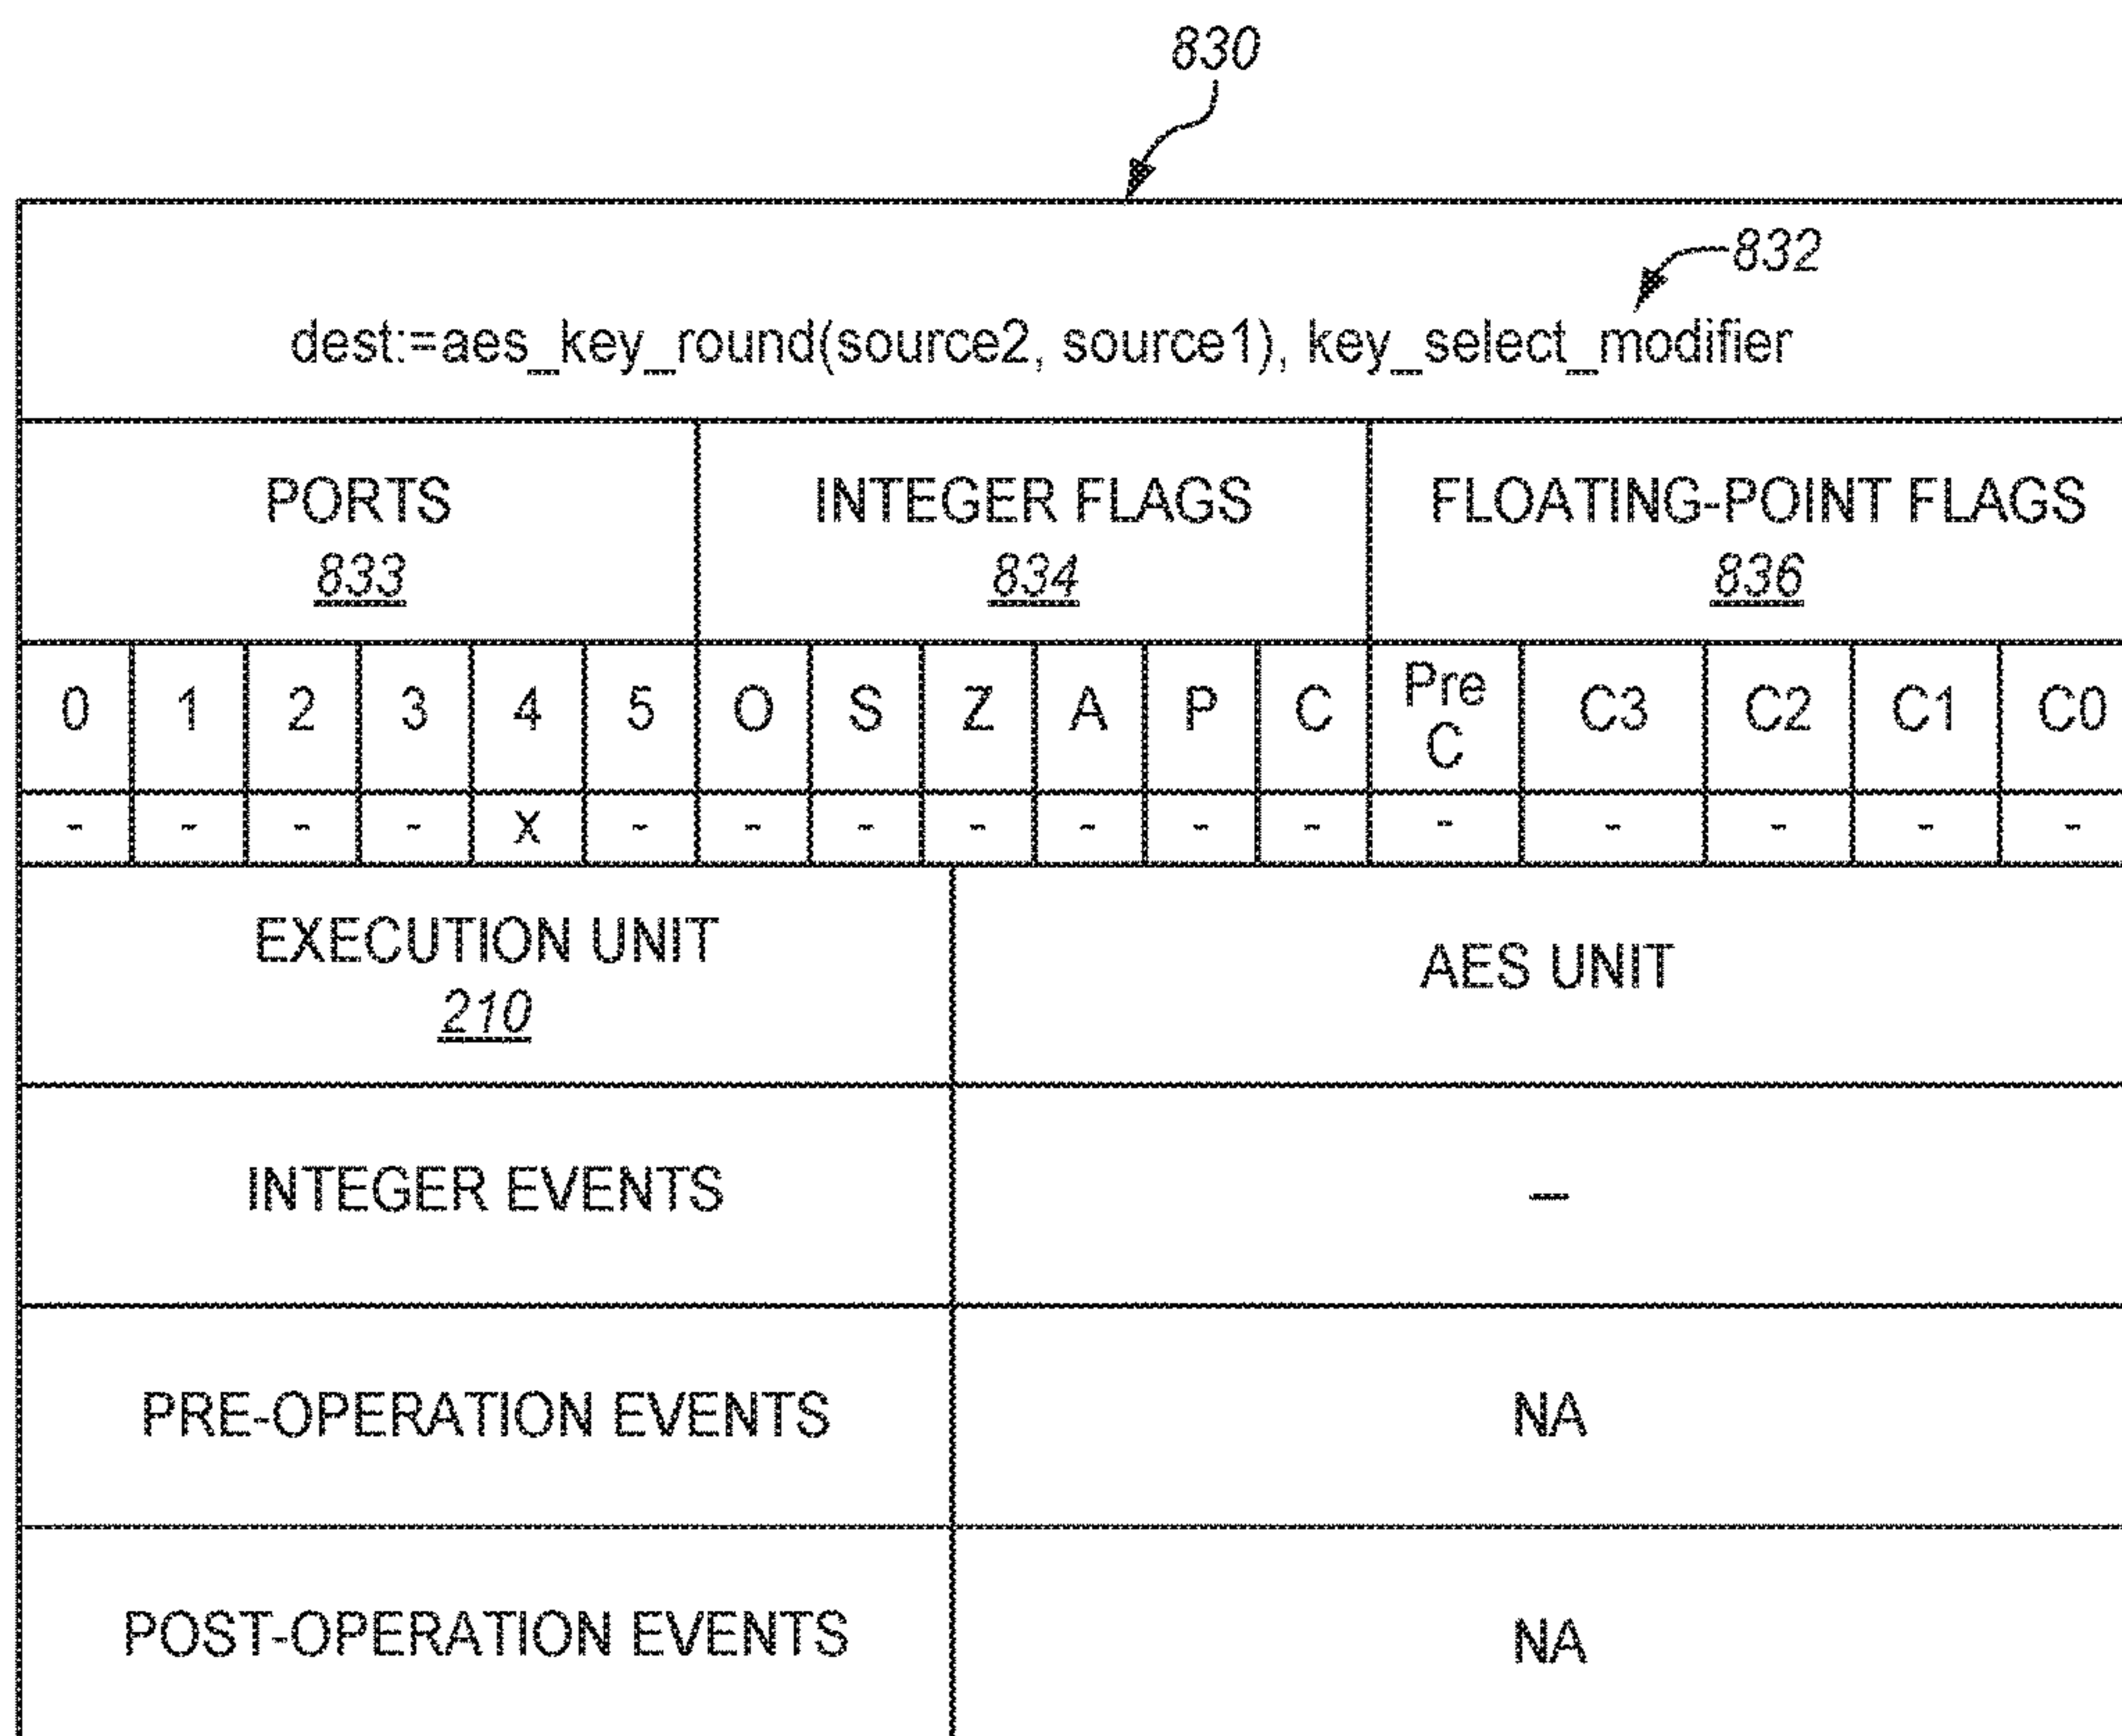 830
832
dest:=aes_key_round(source2, source1), key_select_modifier
PORTS INTEGER FLAGS FLOATING-POINT FLAGS
833 834 836
0 1 2 3 4 5 O S Z A P C Pre C C3 C2 C1 C0
- - - - x - - - - - - - - - - - -
EXECUTION UNIT AES UNIT
210
INTEGER EVENTS –
PRE-OPERATION EVENTS NA
POST-OPERATION EVENTS NA